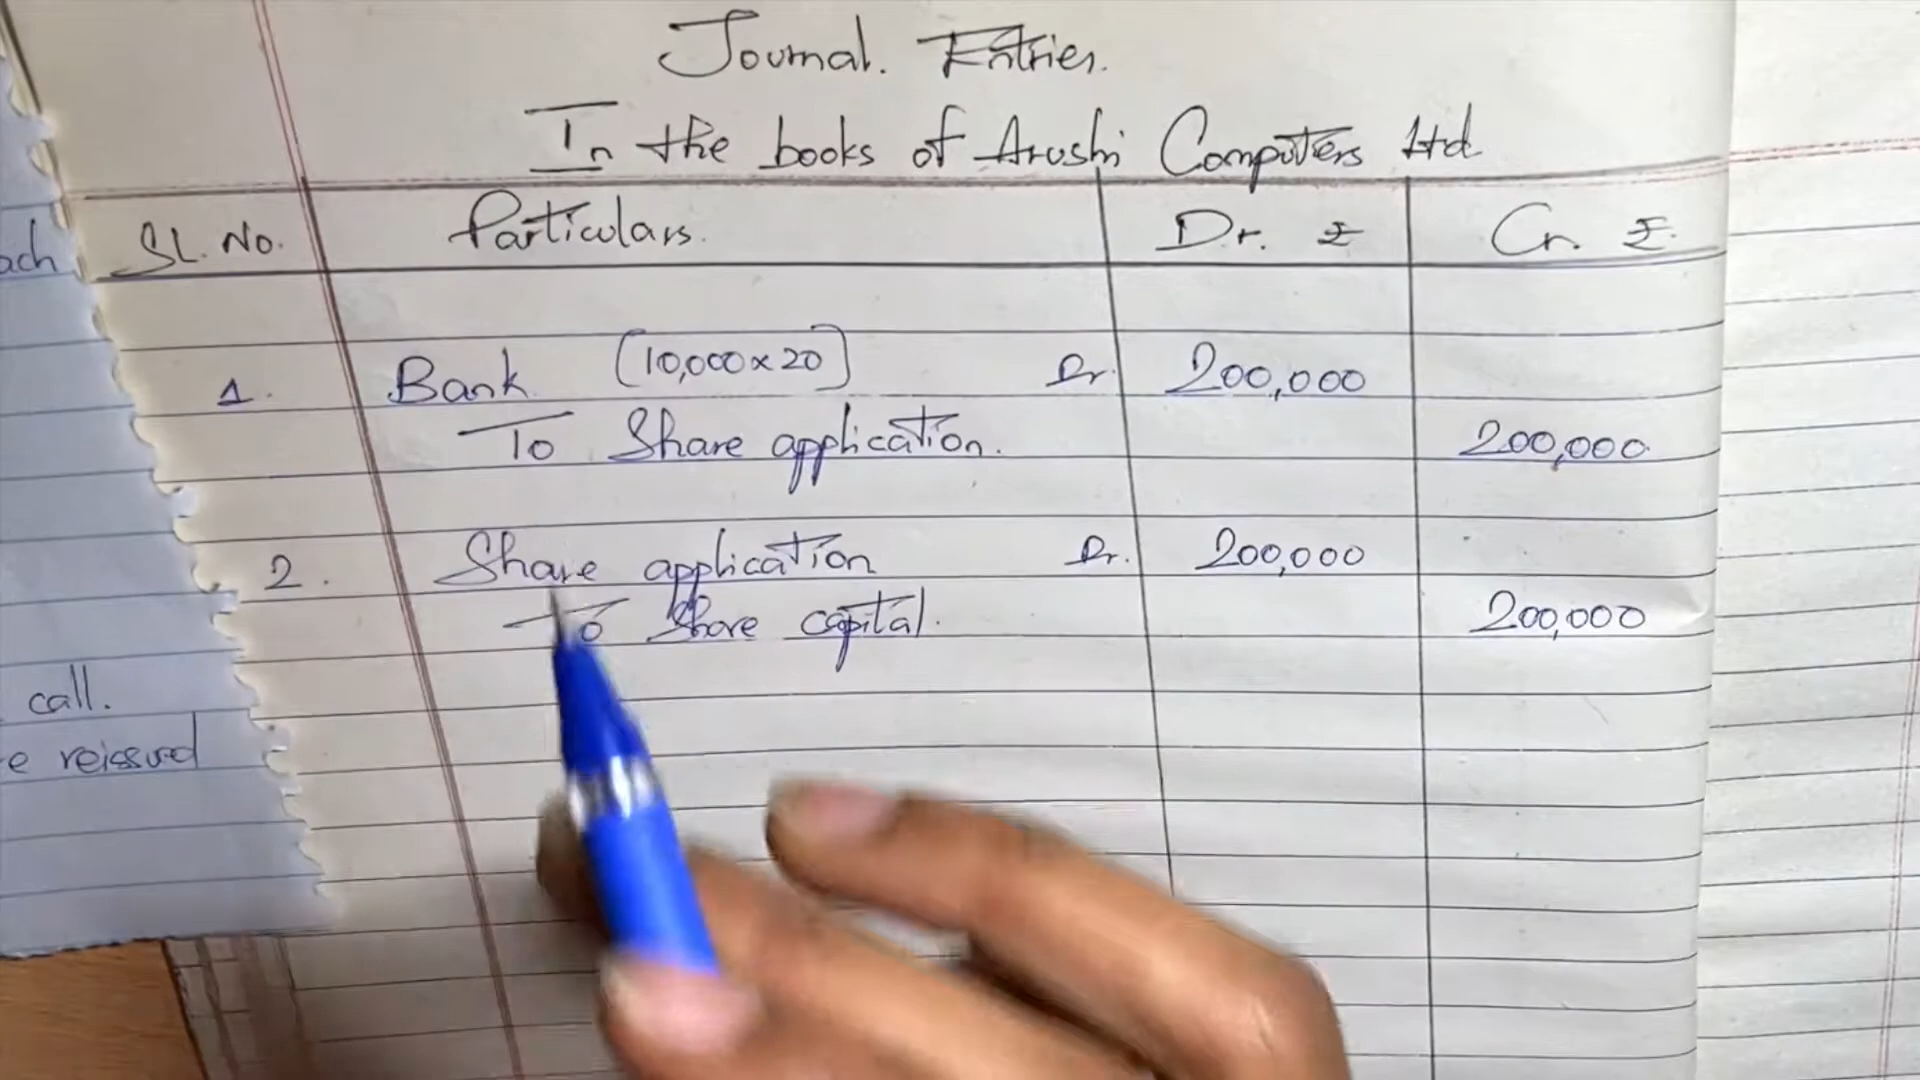 Journal. Entries.
In the books of Arushi Computers Ltd
SL. No. Particulars. Dr. ₹ Cr. ₹.
1. Bank (10,000 x 20) Dr. 200,000
To Share application. 200,000
2. Share application Dr. 200,000
To Share capital. 200,000
ach
call.
e reissued